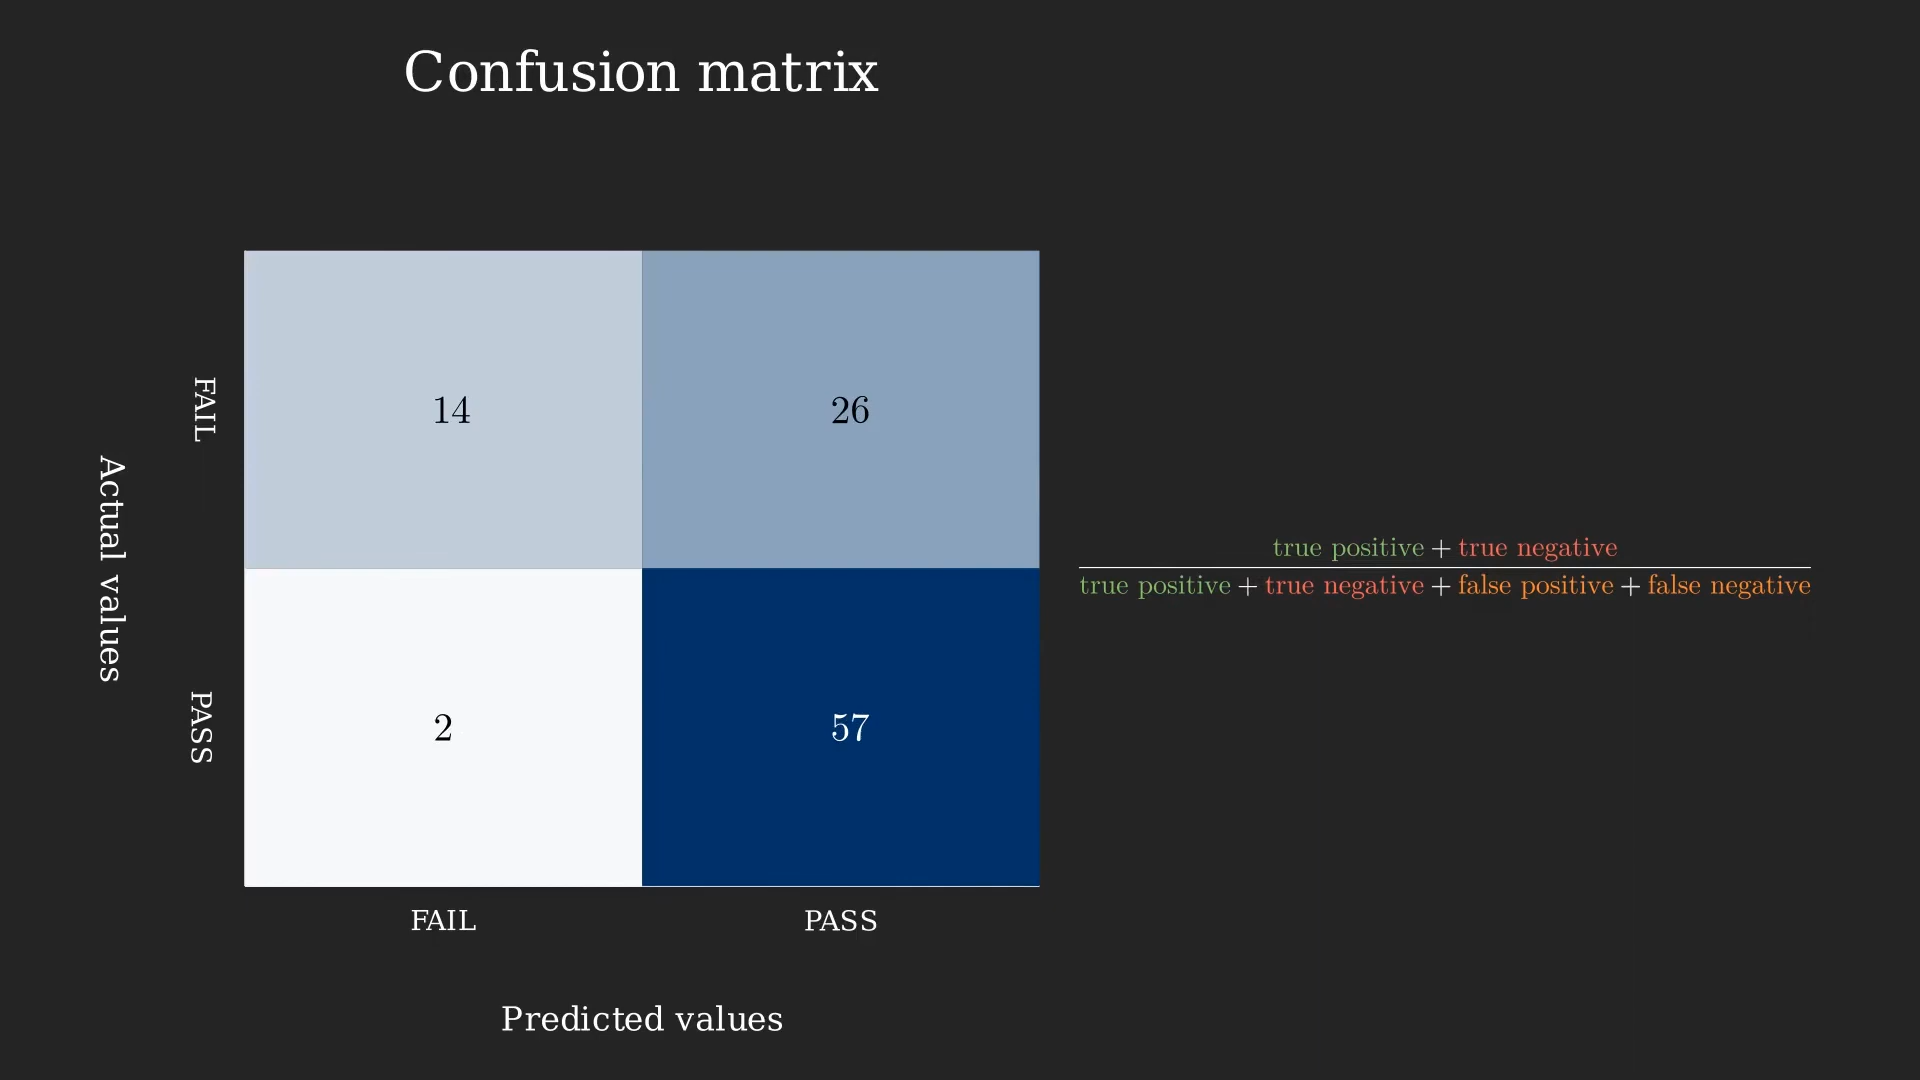 Confusion matrix
Actual values
FAIL
14
26
PASS
2
57
FAIL
PASS
Predicted values
true positive + true negative
true positive + true negative + false positive + false negative